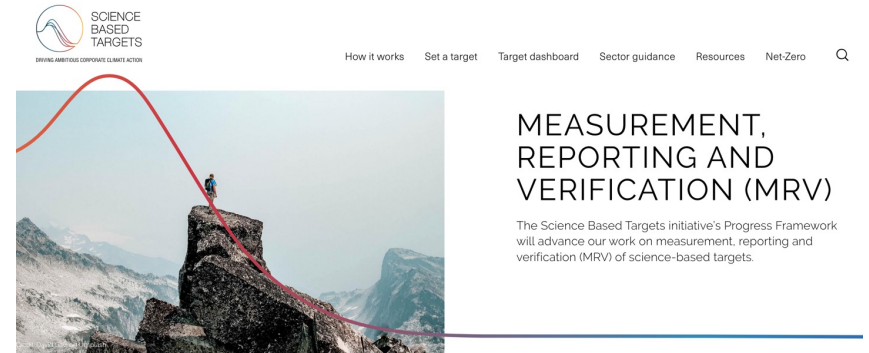 SCIENCE
BASED
TARGETS
DRIVING AMBITIOUS CORPORATE CLIMATE ACTION
How it works
Set a target
Target dashboard
Sector guidance
Resources
Net-Zero
MEASUREMENT,
REPORTING AND
VERIFICATION (MRV)
The Science Based Targets initiative's Progress Framework
will advance our work on measurement, reporting and
verification (MRV) of science-based targets.